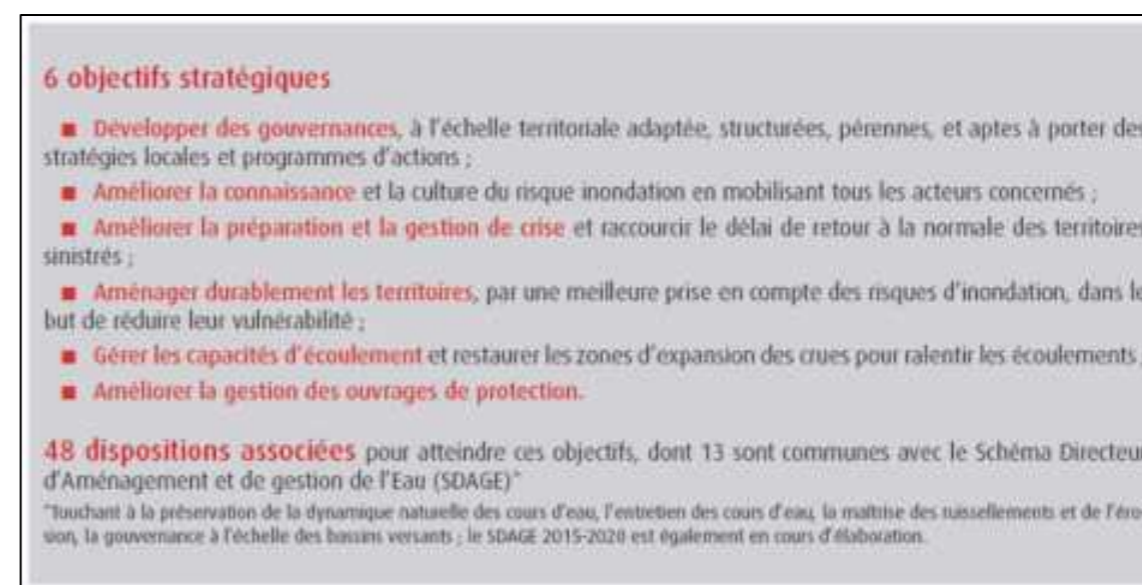 6 objectifs stratégiques
■ Développer des gouvernances, à l'échelle territoriale adaptée, structurées, pérennes, et aptes à porter des
stratégies locales et programmes d'actions ;
■ Améliorer la connaissance et la culture du risque inondation en mobilisant tous les acteurs concernés ;
■ Améliorer la préparation et la gestion de crise et raccourcir le délai de retour à la normale des territoires
sinistrés ;
■ Aménager durablement les territoires, par une meilleure prise en compte des risques d'inondation, dans le
but de réduire leur vulnérabilité ;
■ Gérer les capacités d'écoulement et restaurer les zones d'expansion des crues pour ralentir les écoulements ;
■ Améliorer la gestion des ouvrages de protection.
48 dispositions associées pour atteindre ces objectifs, dont 13 sont communes avec le Schéma Directeur
d'Aménagement et de gestion de l'Eau (SDAGE)*
*Touchant à la préservation de la dynamique naturelle des cours d'eau, l'entretien des cours d'eau, la maîtrise des ruissellements et de l'éro-
sion, la gouvernance à l'échelle des bassins versants ; le SDAGE 2015-2020 est également en cours d'élaboration.